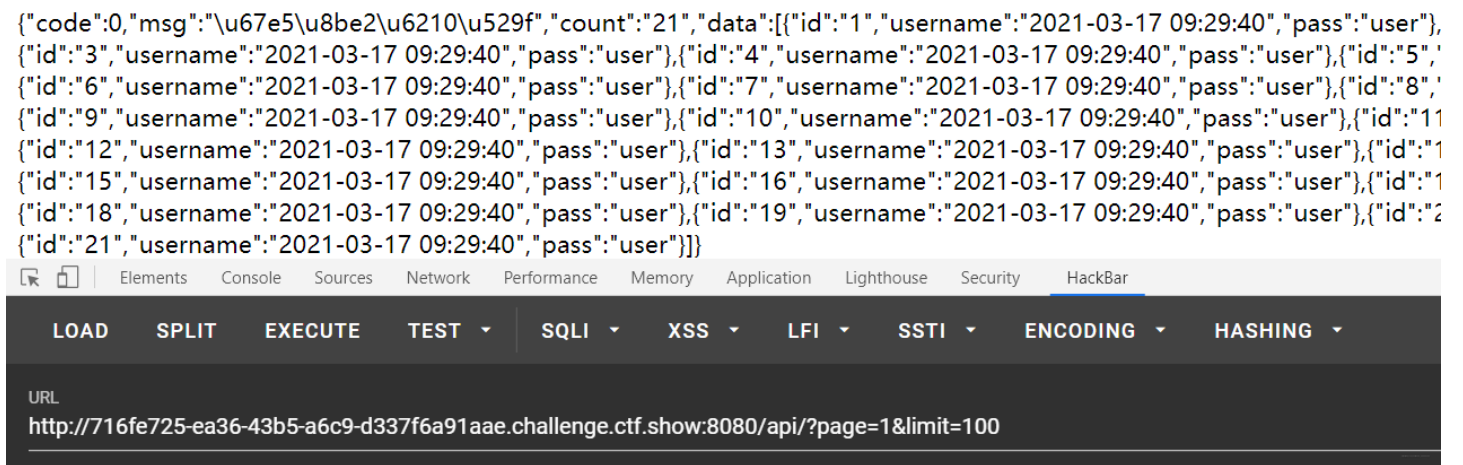 {"code":0,"msg":"\u67e5\u8be2\u6210\u529f","count":"21","data":[{"id":"1","username":"2021-03-17 09:29:40","pass":"user"},
{"id":"3","username":"2021-03-17 09:29:40","pass":"user"},{"id":"4","username":"2021-03-17 09:29:40","pass":"user"},{"id":"5","
{"id":"6","username":"2021-03-17 09:29:40","pass":"user"},{"id":"7","username":"2021-03-17 09:29:40","pass":"user"},{"id":"8","
{"id":"9","username":"2021-03-17 09:29:40","pass":"user"},{"id":"10","username":"2021-03-17 09:29:40","pass":"user"},{"id":"11
{"id":"12","username":"2021-03-17 09:29:40","pass":"user"},{"id":"13","username":"2021-03-17 09:29:40","pass":"user"},{"id":"1
{"id":"15","username":"2021-03-17 09:29:40","pass":"user"},{"id":"16","username":"2021-03-17 09:29:40","pass":"user"},{"id":"1
{"id":"18","username":"2021-03-17 09:29:40","pass":"user"},{"id":"19","username":"2021-03-17 09:29:40","pass":"user"},{"id":"2
{"id":"21","username":"2021-03-17 09:29:40","pass":"user"}]}
Elements Console Sources Network Performance Memory Application Lighthouse Security HackBar
LOAD SPLIT EXECUTE TEST SQLI XSS LFI SSTI ENCODING HASHING
URL
http://716fe725-ea36-43b5-a6c9-d337f6a91aae.challenge.ctf.show:8080/api/?page=1&limit=100